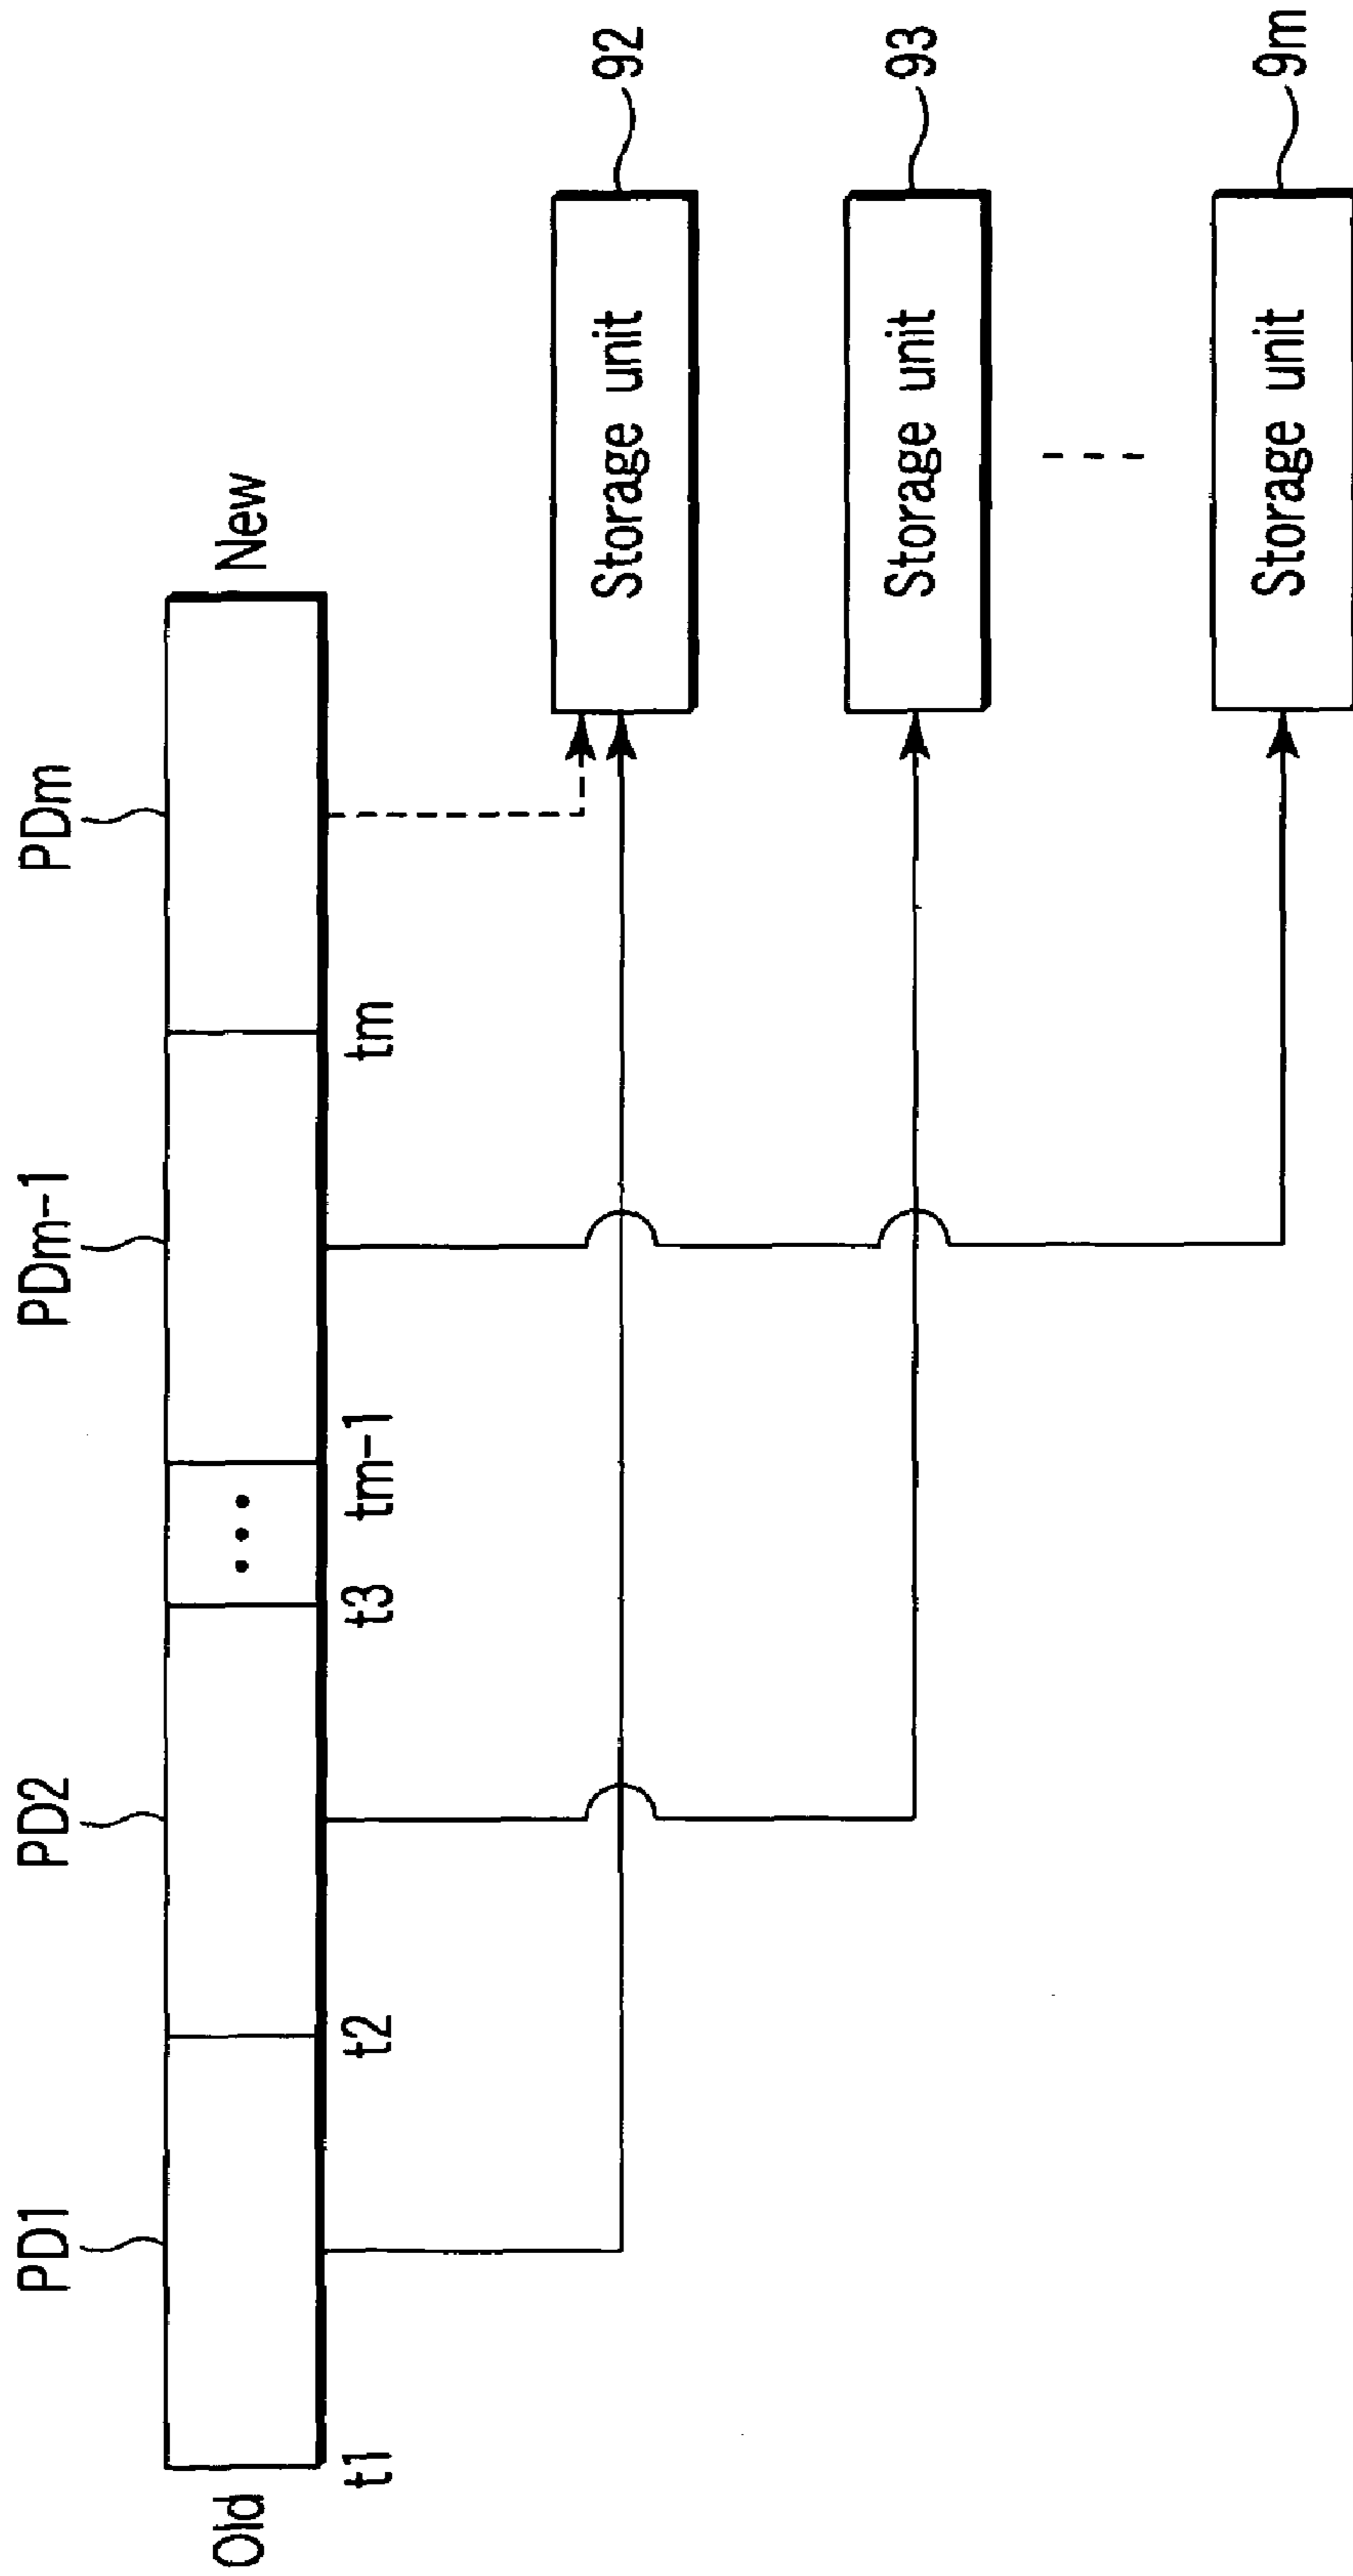 PD1
PD2
PDm-1
PDm
Old
New
t1
t2
t3
tm-1
tm
Storage unit
92
Storage unit
93
Storage unit
9m